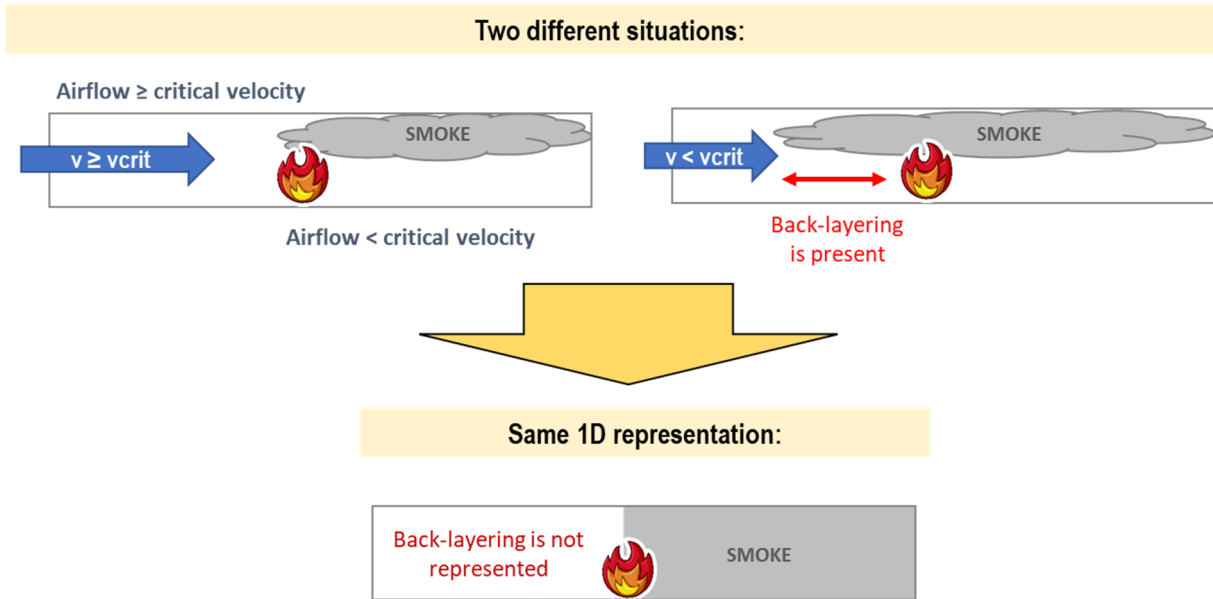 Two different situations:
Airflow ≥ critical velocity
SMOKE
v ≥ vcrit
Airflow < critical velocity
SMOKE
v < vcrit
Back-layering
is present
Same 1D representation:
Back-layering is not
represented
SMOKE